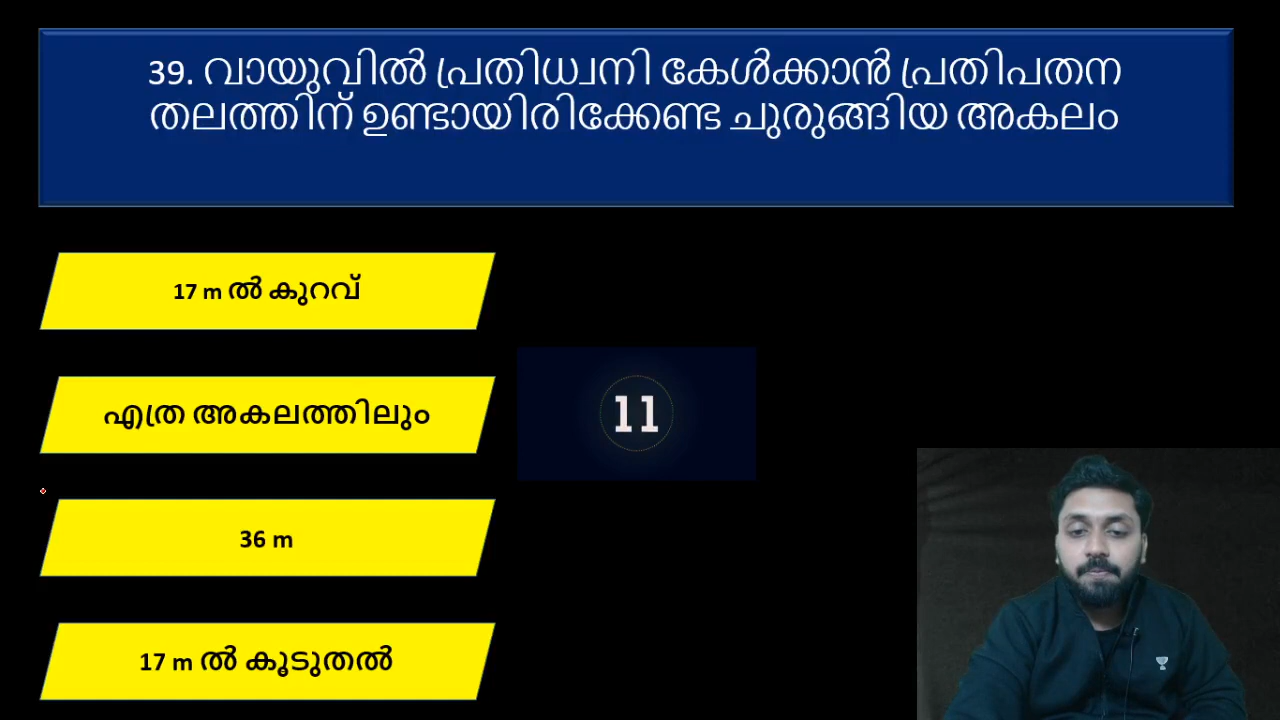 39. വായുവിൽ പ്രതിധ്വനി കേൾക്കാൻ പ്രതിപതന
തലത്തിന് ഉണ്ടായിരിക്കേണ്ട ചുരുങ്ങിയ അകലം
17 m ൽ കുറവ്
എത്ര അകലത്തിലും
11
36 m
17 m ൽ കൂടുതൽ